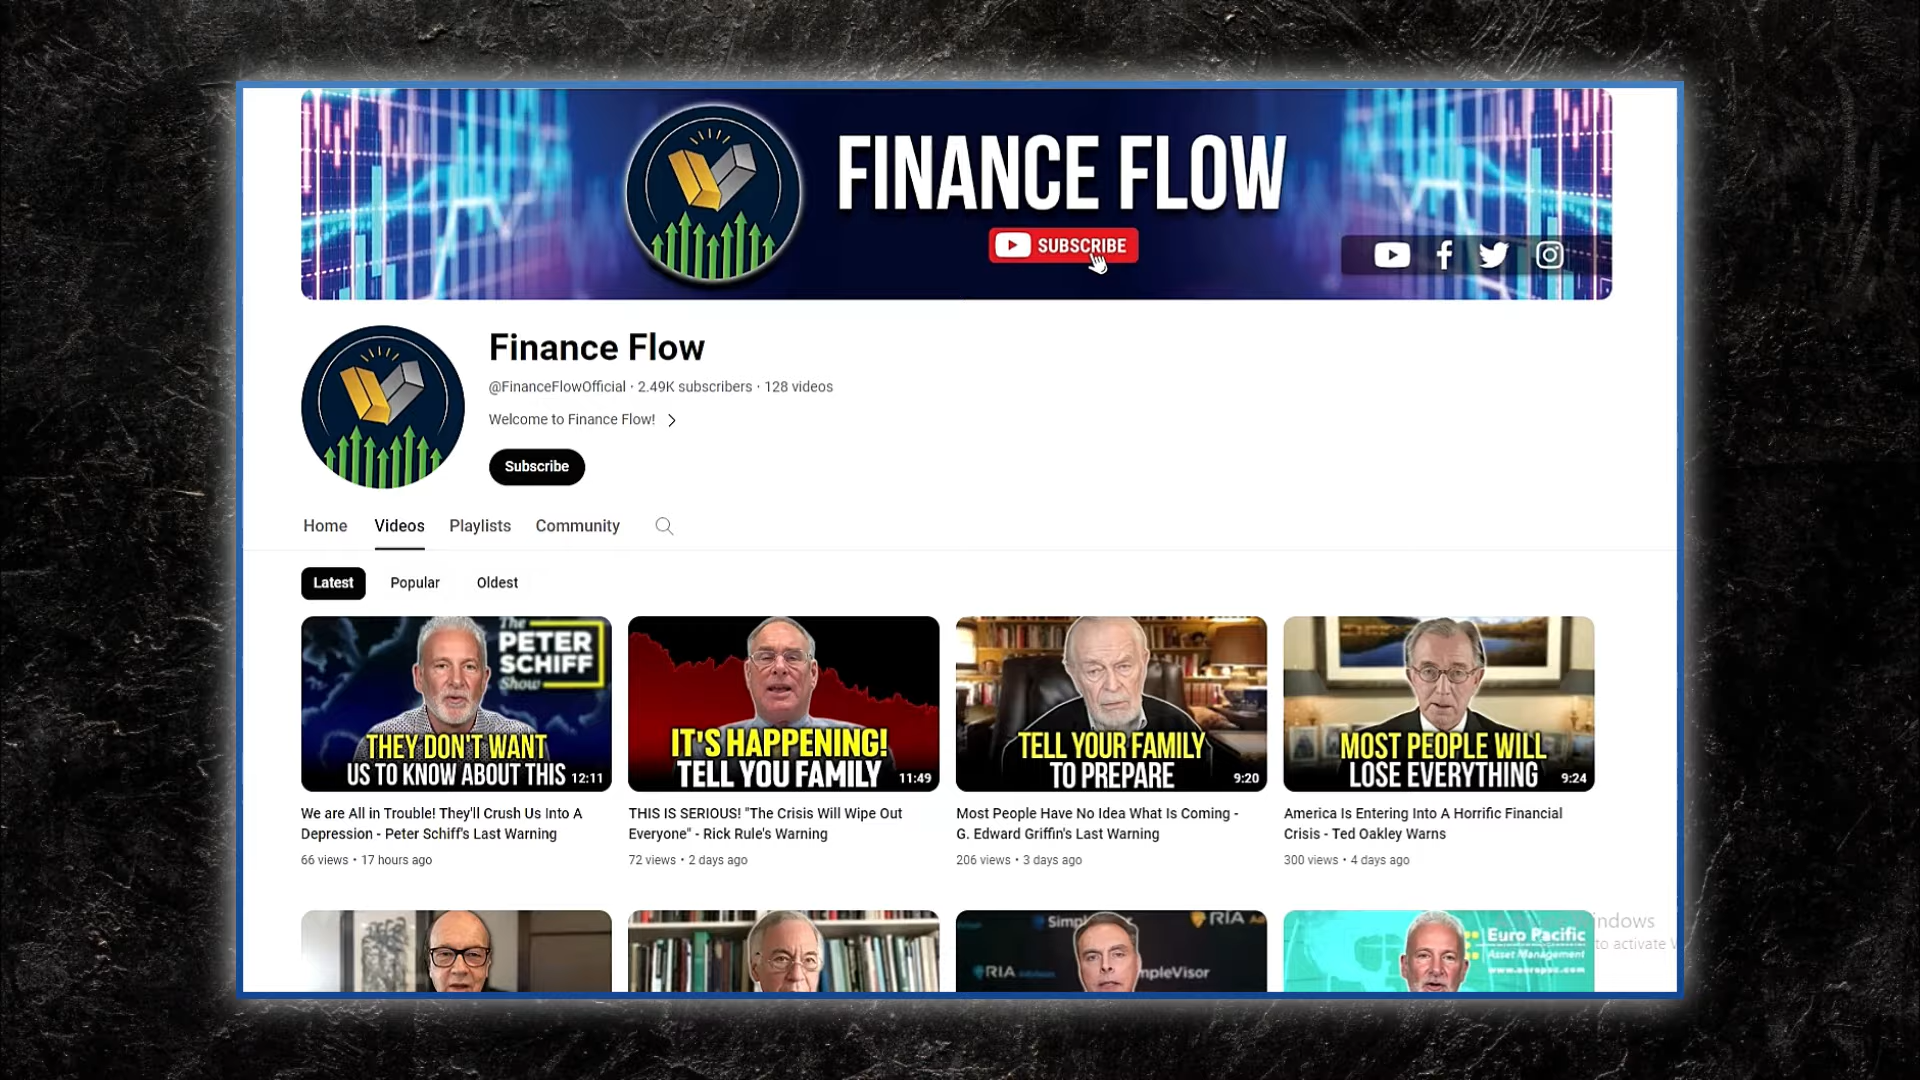 FINANCE FLOW
SUBSCRIBE
Finance Flow
@FinanceFlowOfficial · 2.49K subscribers · 128 videos
Welcome to Finance Flow!
Subscribe
Home Videos Playlists Community
Latest Popular Oldest
The
PETER
SCHIFF
Show
THEY DON'T WANT
US TO KNOW ABOUT THIS
12:11
IT'S HAPPENING!
TELL YOU FAMILY
11:49
TELL YOUR FAMILY
TO PREPARE
9:20
MOST PEOPLE WILL
LOSE EVERYTHING
9:24
We are All in Trouble! They'll Crush Us Into A
Depression - Peter Schiff's Last Warning
66 views • 17 hours ago
THIS IS SERIOUS! "The Crisis Will Wipe Out
Everyone" - Rick Rule's Warning
72 views • 2 days ago
Most People Have No Idea What Is Coming -
G. Edward Griffin's Last Warning
206 views • 3 days ago
America Is Entering Into A Horrific Financial
Crisis - Ted Oakley Warns
300 views • 4 days ago
RIA
RIA
Euro Pacific
Asset Management
www.europac.com
to activate